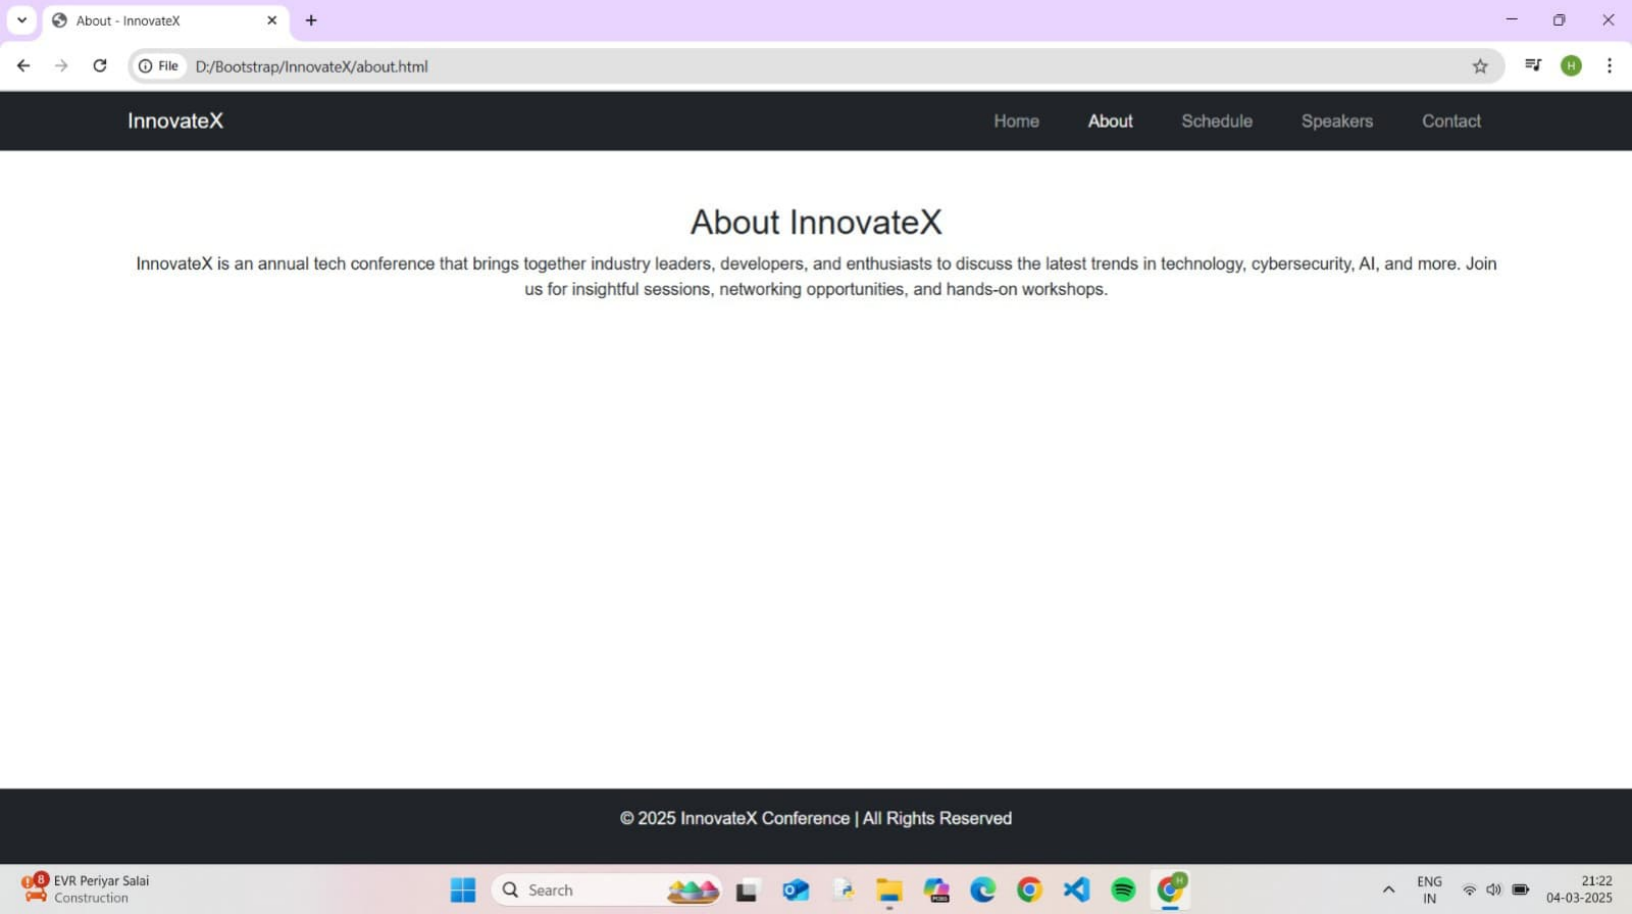 About - InnovateX
File
D:/Bootstrap/InnovateX/about.html
H
InnovateX
Home
About
Schedule
Speakers
Contact
About InnovateX
InnovateX is an annual tech conference that brings together industry leaders, developers, and enthusiasts to discuss the latest trends in technology, cybersecurity, AI, and more. Join
us for insightful sessions, networking opportunities, and hands-on workshops.
© 2025 InnovateX Conference | All Rights Reserved
8
EVR Periyar Salai
Construction
Search
H
ENG
IN
21:22
04-03-2025